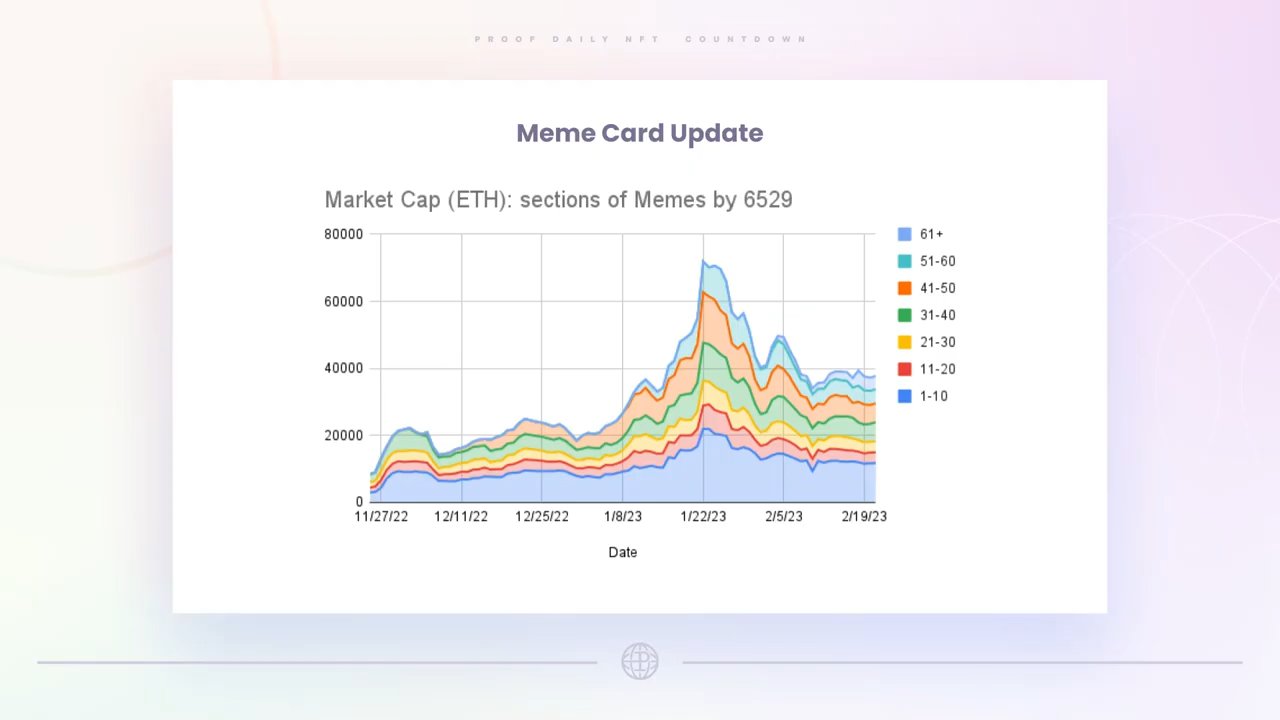 PROOF DAILY NFT COUNTDOWN
Meme Card Update
Market Cap (ETH): sections of Memes by 6529
80000
60000
40000
20000
0
11/27/22 12/11/22 12/25/22 1/8/23 1/22/23 2/5/23 2/19/23
Date
61+
51-60
41-50
31-40
21-30
11-20
1-10